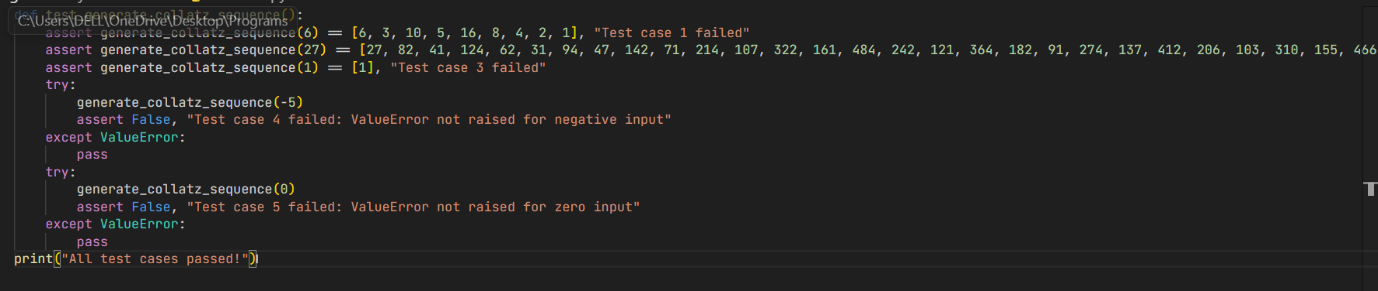 def test_generate_collatz_sequence():
C:\Users\DELL\OneDrive\Desktop\Programs
assert generate_collatz_sequence(6) == [6, 3, 10, 5, 16, 8, 4, 2, 1], "Test case 1 failed"
assert generate_collatz_sequence(27) == [27, 82, 41, 124, 62, 31, 94, 47, 142, 71, 214, 107, 322, 161, 484, 242, 121, 364, 182, 91, 274, 137, 412, 206, 103, 310, 155, 466
assert generate_collatz_sequence(1) == [1], "Test case 3 failed"
try:
generate_collatz_sequence(-5)
assert False, "Test case 4 failed: ValueError not raised for negative input"
except ValueError:
pass
try:
generate_collatz_sequence(0)
assert False, "Test case 5 failed: ValueError not raised for zero input"
except ValueError:
pass
print("All test cases passed!")